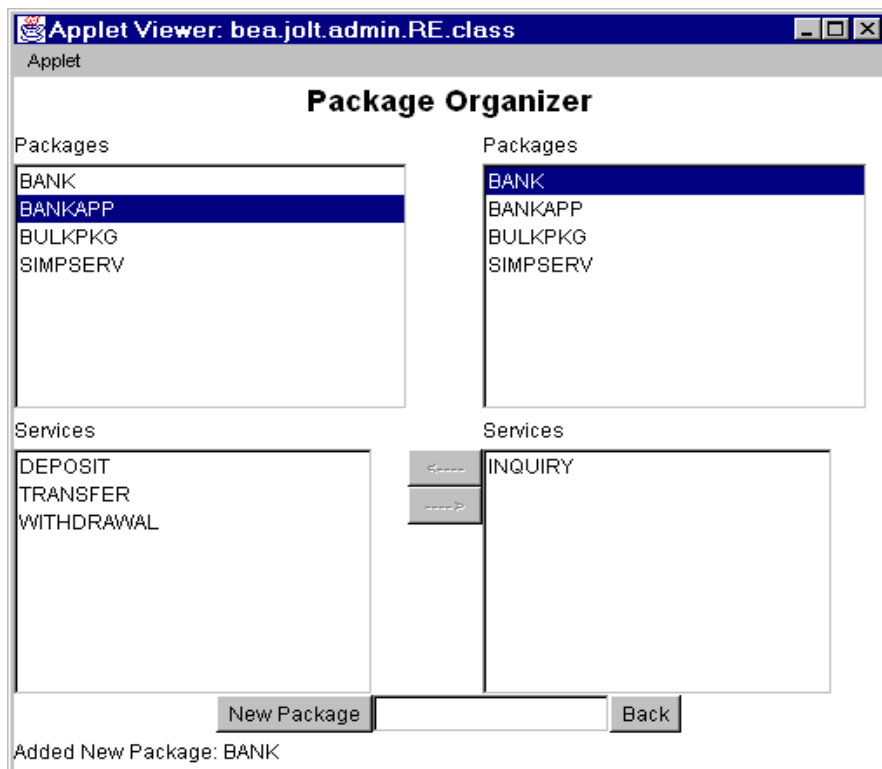 Applet Viewer: bea.jolt.admin.RE.class
Applet
Package Organizer
Packages
BANK
BANKAPP
BULKPKG
SIMPSERV
Packages
BANK
BANKAPP
BULKPKG
SIMPSERV
Services
DEPOSIT
TRANSFER
WITHDRAWAL
<----
---->
Services
INQUIRY
New Package
Back
Added New Package: BANK